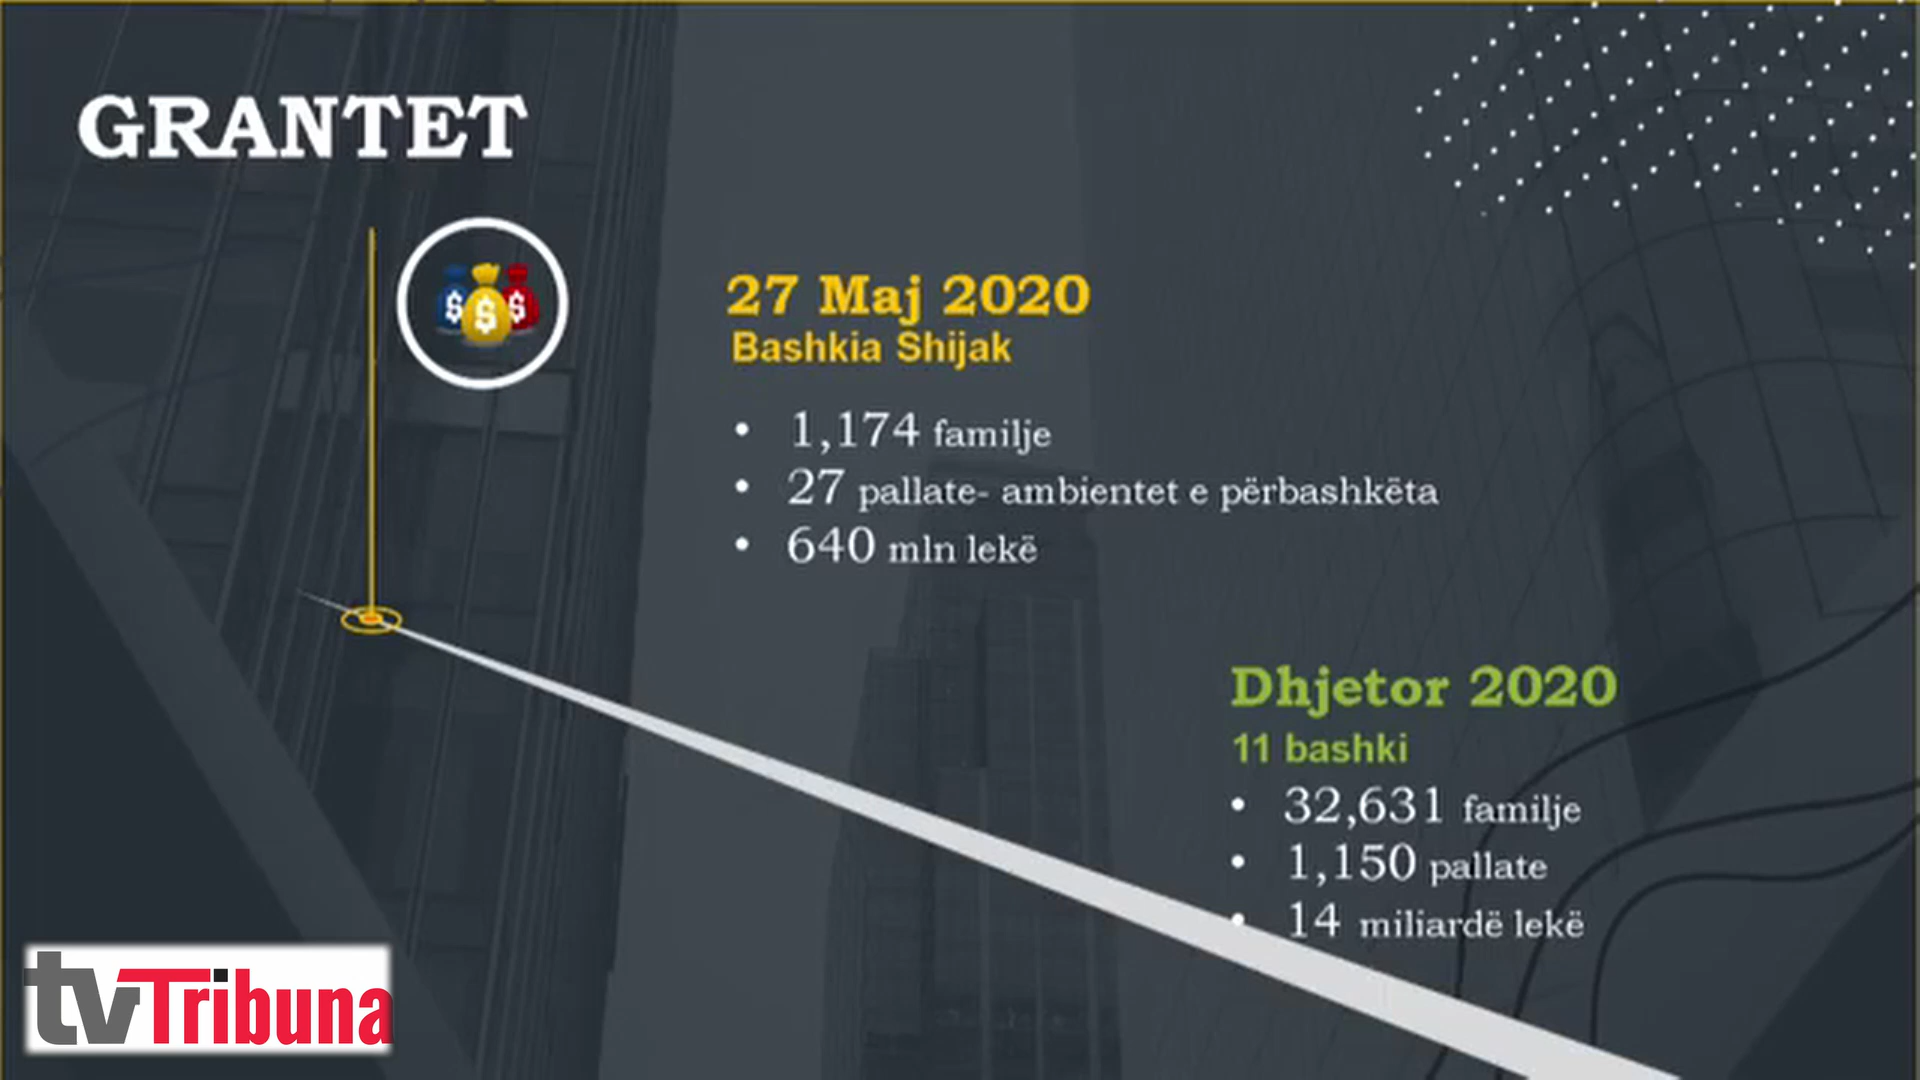 GRANTET
$ $ $
27 Maj 2020
Bashkia Shijak
• 1,174 familje
• 27 pallate- ambientet e përbashkëta
• 640 mln lekë
Dhjetor 2020
11 bashki
• 32,631 familje
• 1,150 pallate
• 14 miliardë lekë
tvTribuna